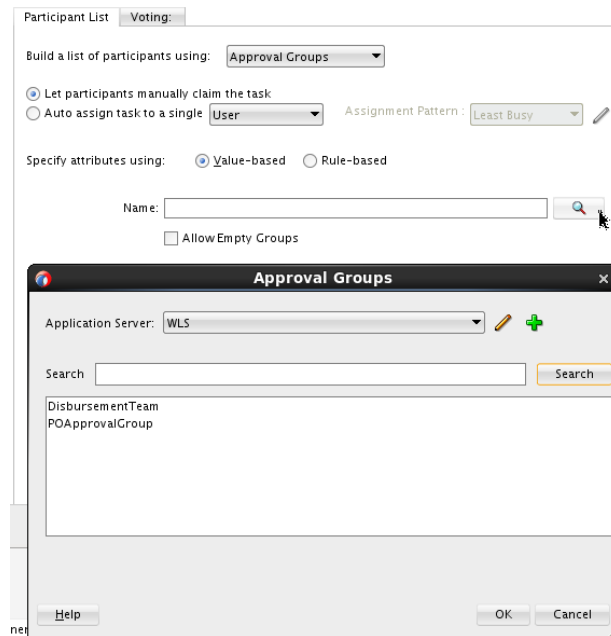 Participant List Voting:
Build a list of participants using: Approval Groups
Let participants manually claim the task
Auto assign task to a single User Assignment Pattern : Least Busy
Specify attributes using: Value-based Rule-based
Name:
Allow Empty Groups
Approval Groups
Application Server: WLS
Search Search
DisbursementTeam
POApprovalGroup
Help OK Cancel
ner